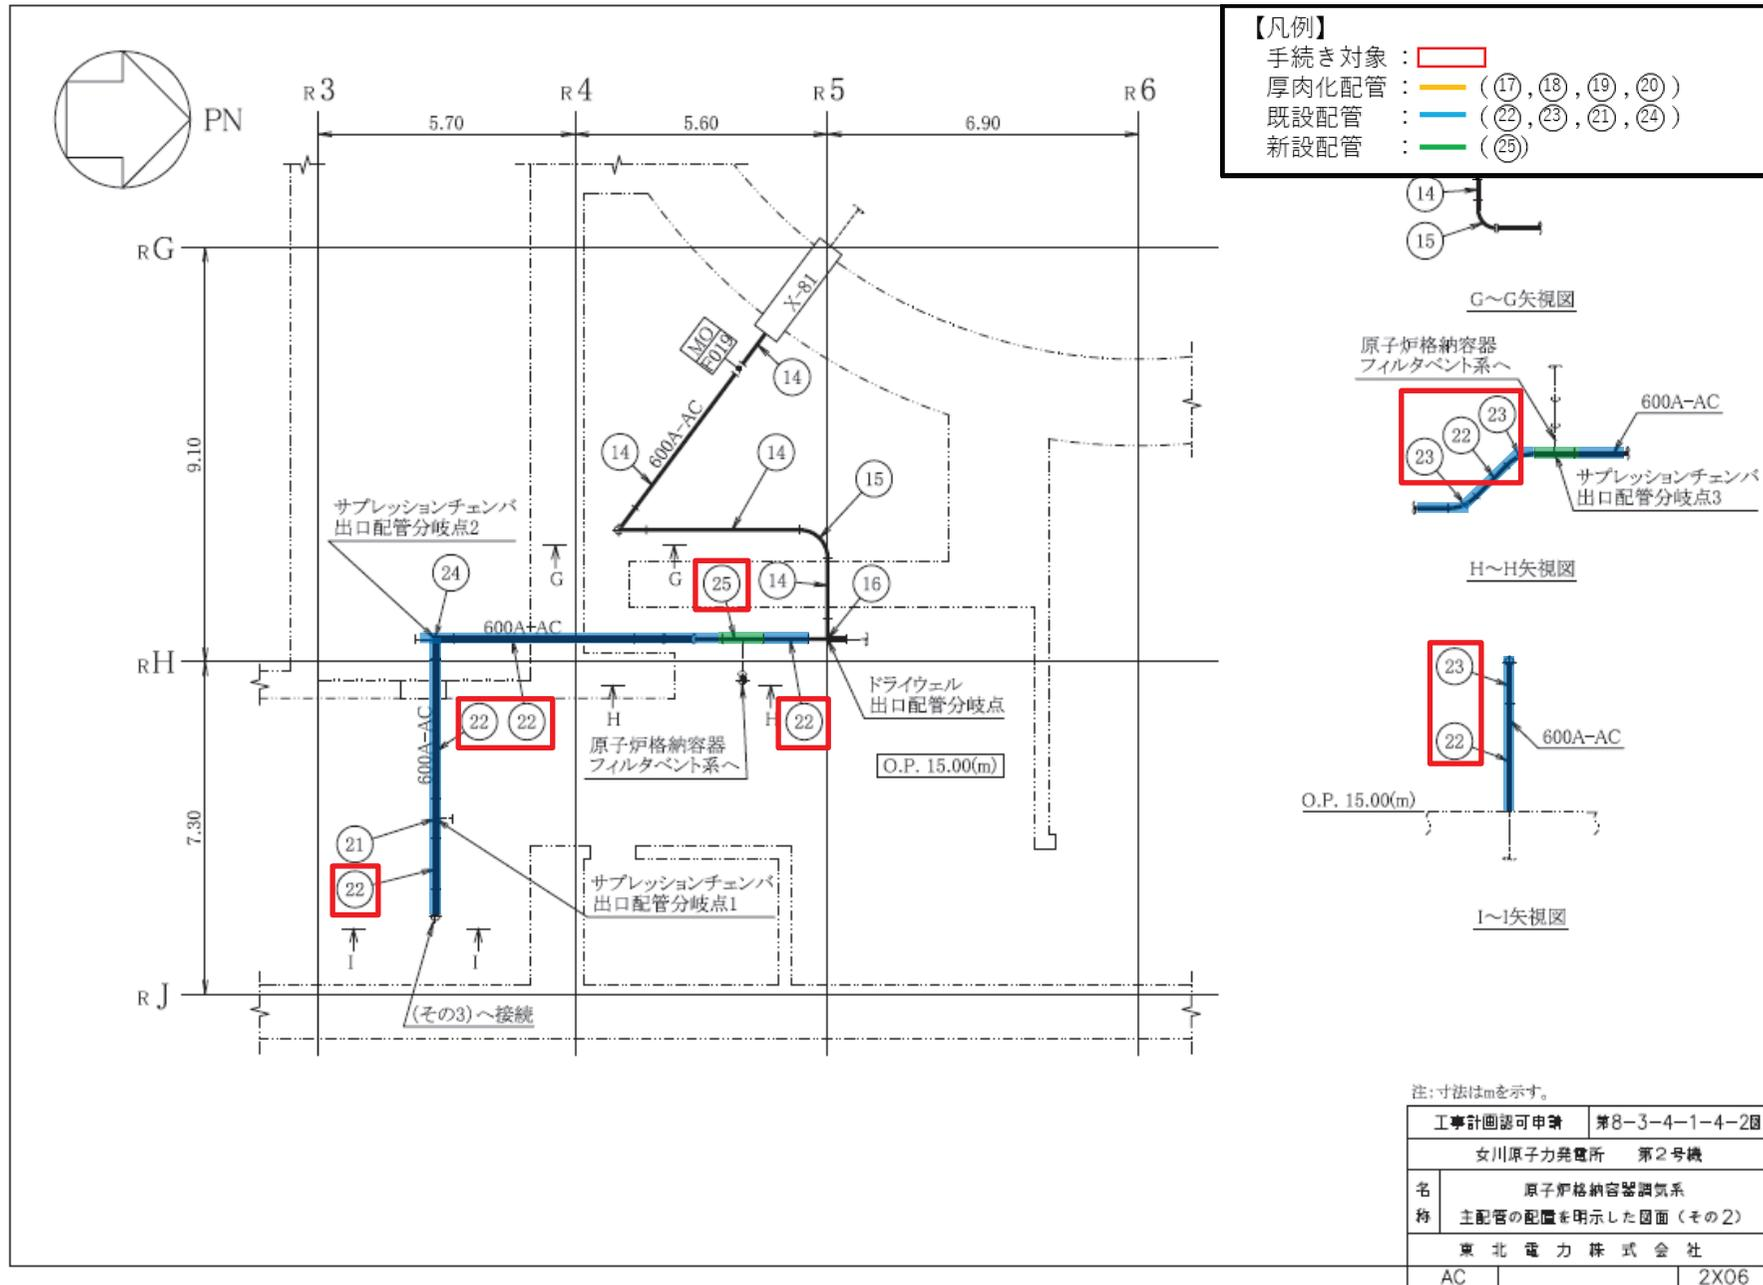 【凡例】
手続き対象 :
厚肉化配管 : (⑰,⑱,⑲,⑳)
既設配管 : (㉒,㉓,㉑,㉔)
新設配管 : (㉕)
PN
R3
R4
R5
R6
5.70
5.60
6.90
RG
RH
RJ
9.10
7.30
X-81
MO
F019
14
600A-AC
14
14
15
サプレッションチェンバ
出口配管分岐点2
24
G
G
25
14
16
600A-AC
ドライウェル
出口配管分岐点
22
22
H
H
22
600A-AC
原子炉格納容器
フィルタベント系へ
O.P. 15.00(m)
21
22
サプレッションチェンバ
出口配管分岐点1
I
I
(その3)へ接続
14
15
G～G矢視図
原子炉格納容器
フィルタベント系へ
600A-AC
23
22
23
サプレッションチェンバ
出口配管分岐点3
H～H矢視図
23
22
600A-AC
O.P. 15.00(m)
I～I矢視図
注:寸法はmを示す。
工事計画認可申請 第8-3-4-1-4-2図
女川原子力発電所 第2号機
名称
原子炉格納容器調気系
主配管の配置を明示した図面(その2)
東北電力株式会社
AC 2X06